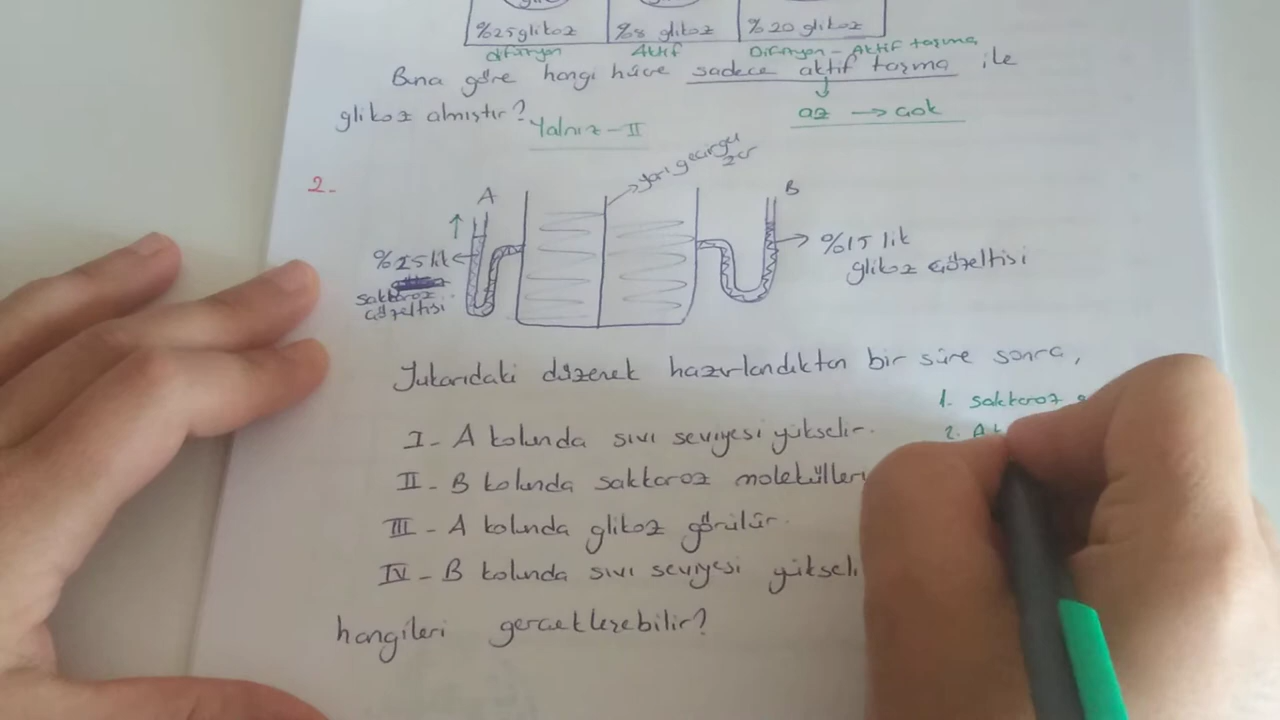 %25 glikoz %8 glikoz %20 glikoz
difüzyon Aktif Difüzyon - Aktif taşıma
Buna göre hangi hücre sadece aktif taşıma ile
glikoz almıştır?
az → çok
Yalnız - II
yarı geçirgen zar
2-
A
B
%25 lik
sakkaroz
çözeltisi
%15 lik
glikoz çözeltisi
Yukarıdaki düzenek hazırlandıktan bir süre sonra,
1. sakkaroz
2. A
I - A kolunda sıvı seviyesi yükselir.
II - B kolunda sakkaroz molekülleri
III - A kolunda glikoz görülür.
IV - B kolunda sıvı seviyesi yükseli
hangileri gerçekleşebilir?